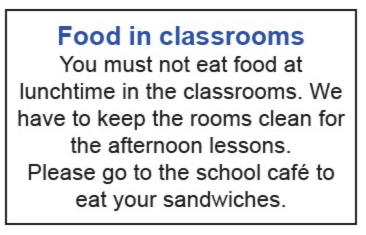 Food in classrooms
You must not eat food at
lunchtime in the classrooms. We
have to keep the rooms clean for
the afternoon lessons.
Please go to the school café to
eat your sandwiches.